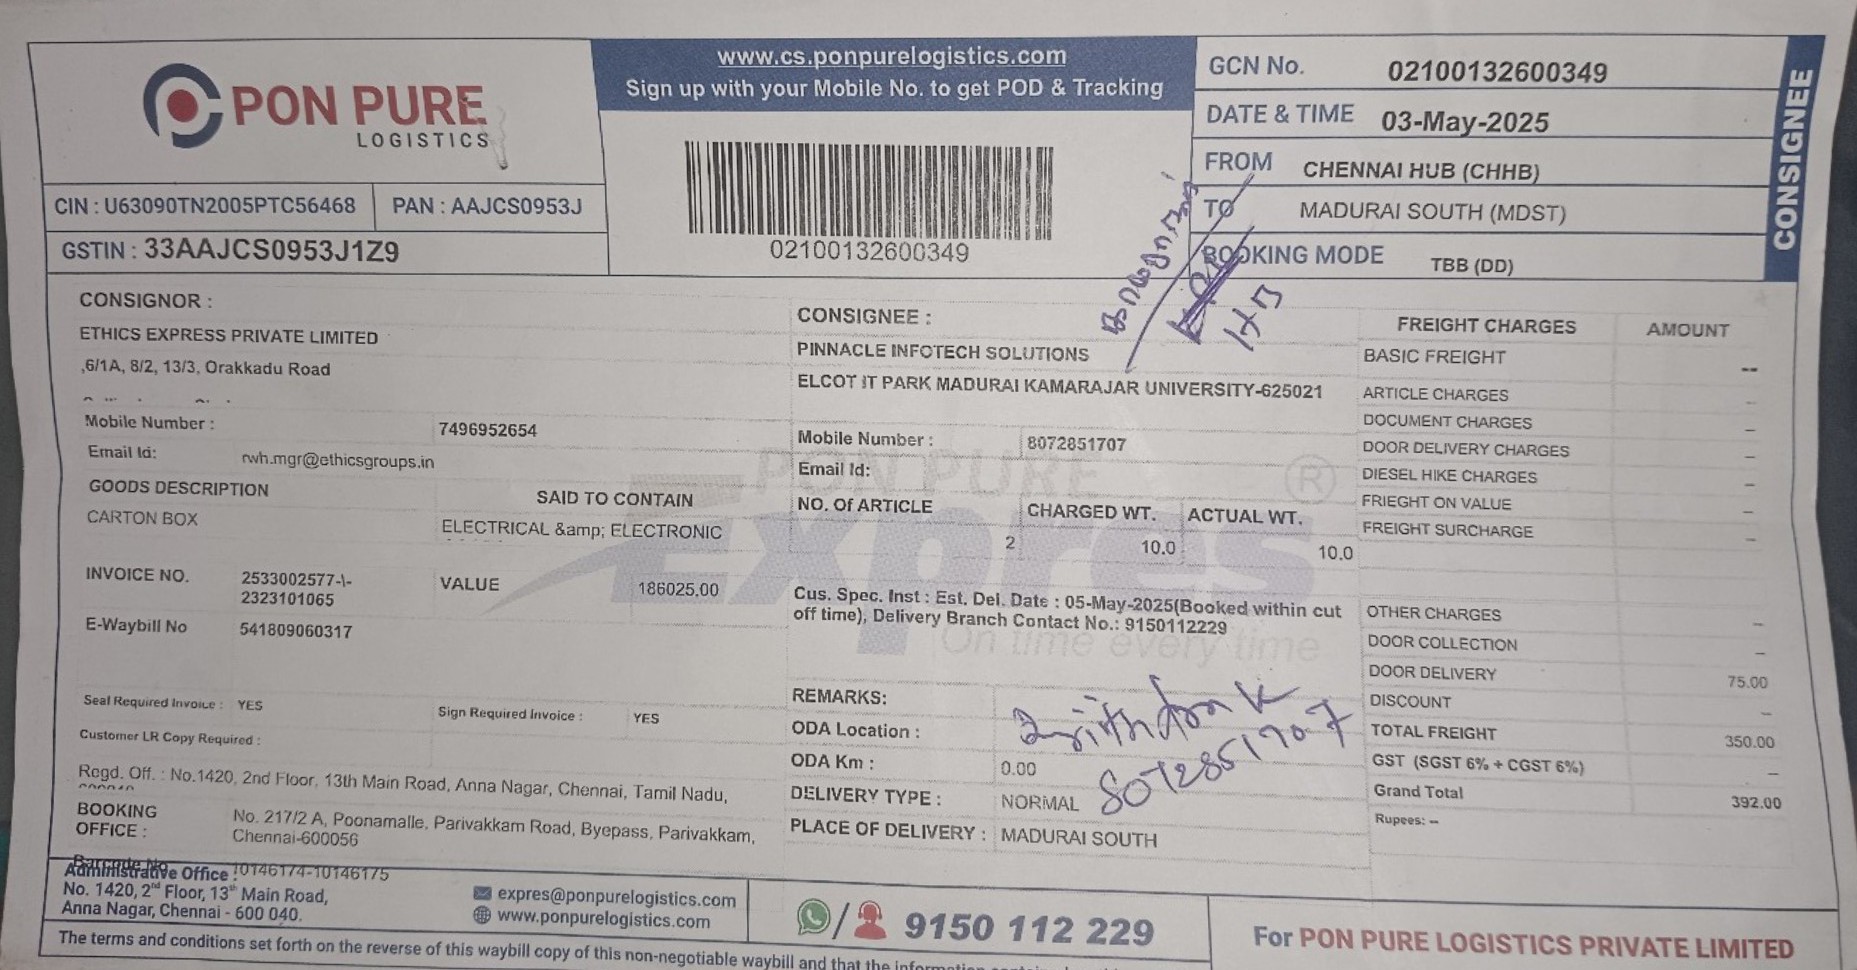 PON PURE
LOGISTICS
CIN : U63090TN2005PTC56468
PAN : AAJCS0953J
GSTIN : 33AAJCS0953J1Z9
www.cs.ponpurelogistics.com
Sign up with your Mobile No. to get POD & Tracking
02100132600349
GCN No. 02100132600349
DATE & TIME 03-May-2025
FROM CHENNAI HUB (CHHB)
TO MADURAI SOUTH (MDST)
BOOKING MODE TBB (DD)
CONSIGNEE
CONSIGNOR :
ETHICS EXPRESS PRIVATE LIMITED
,6/1A, 8/2, 13/3, Orakkadu Road
Mobile Number : 7496952654
Email Id: rwh.mgr@ethicsgroups.in
GOODS DESCRIPTION SAID TO CONTAIN
CARTON BOX ELECTRICAL &amp; ELECTRONIC
INVOICE NO. 2533002577-\-
2323101065
VALUE 186025.00
E-Waybill No 541809060317
Seal Required Invoice : YES
Sign Required Invoice : YES
Customer LR Copy Required :
Regd. Off. : No.1420, 2nd Floor, 13th Main Road, Anna Nagar, Chennai, Tamil Nadu,
BOOKING OFFICE : No. 217/2 A, Poonamalle, Parivakkam Road, Byepass, Parivakkam,
Chennai-600056
Barcode No 10146174-10146175
CONSIGNEE :
PINNACLE INFOTECH SOLUTIONS
ELCOT IT PARK MADURAI KAMARAJAR UNIVERSITY-625021
Mobile Number : 8072851707
Email Id:
NO. Of ARTICLE CHARGED WT. ACTUAL WT.
2 10.0 10.0
PON PURE
Expres
®
On time every time
Cus. Spec. Inst : Est. Del. Date : 05-May-2025(Booked within cut
off time), Delivery Branch Contact No.: 9150112229
REMARKS:
ODA Location :
ODA Km : 0.00
DELIVERY TYPE : NORMAL
PLACE OF DELIVERY : MADURAI SOUTH
8072851707
FREIGHT CHARGES AMOUNT
BASIC FREIGHT --
ARTICLE CHARGES –
DOCUMENT CHARGES –
DOOR DELIVERY CHARGES –
DIESEL HIKE CHARGES –
FRIEGHT ON VALUE –
FREIGHT SURCHARGE –
OTHER CHARGES –
DOOR COLLECTION –
DOOR DELIVERY 75.00
DISCOUNT –
TOTAL FREIGHT 350.00
GST (SGST 6% + CGST 6%) –
Grand Total 392.00
Rupees: --
Administrative Office :
No. 1420, 2nd Floor, 13th Main Road,
Anna Nagar, Chennai - 600 040.
expres@ponpurelogistics.com
www.ponpurelogistics.com
9150 112 229
For PON PURE LOGISTICS PRIVATE LIMITED
The terms and conditions set forth on the reverse of this waybill copy of this non-negotiable waybill and that the